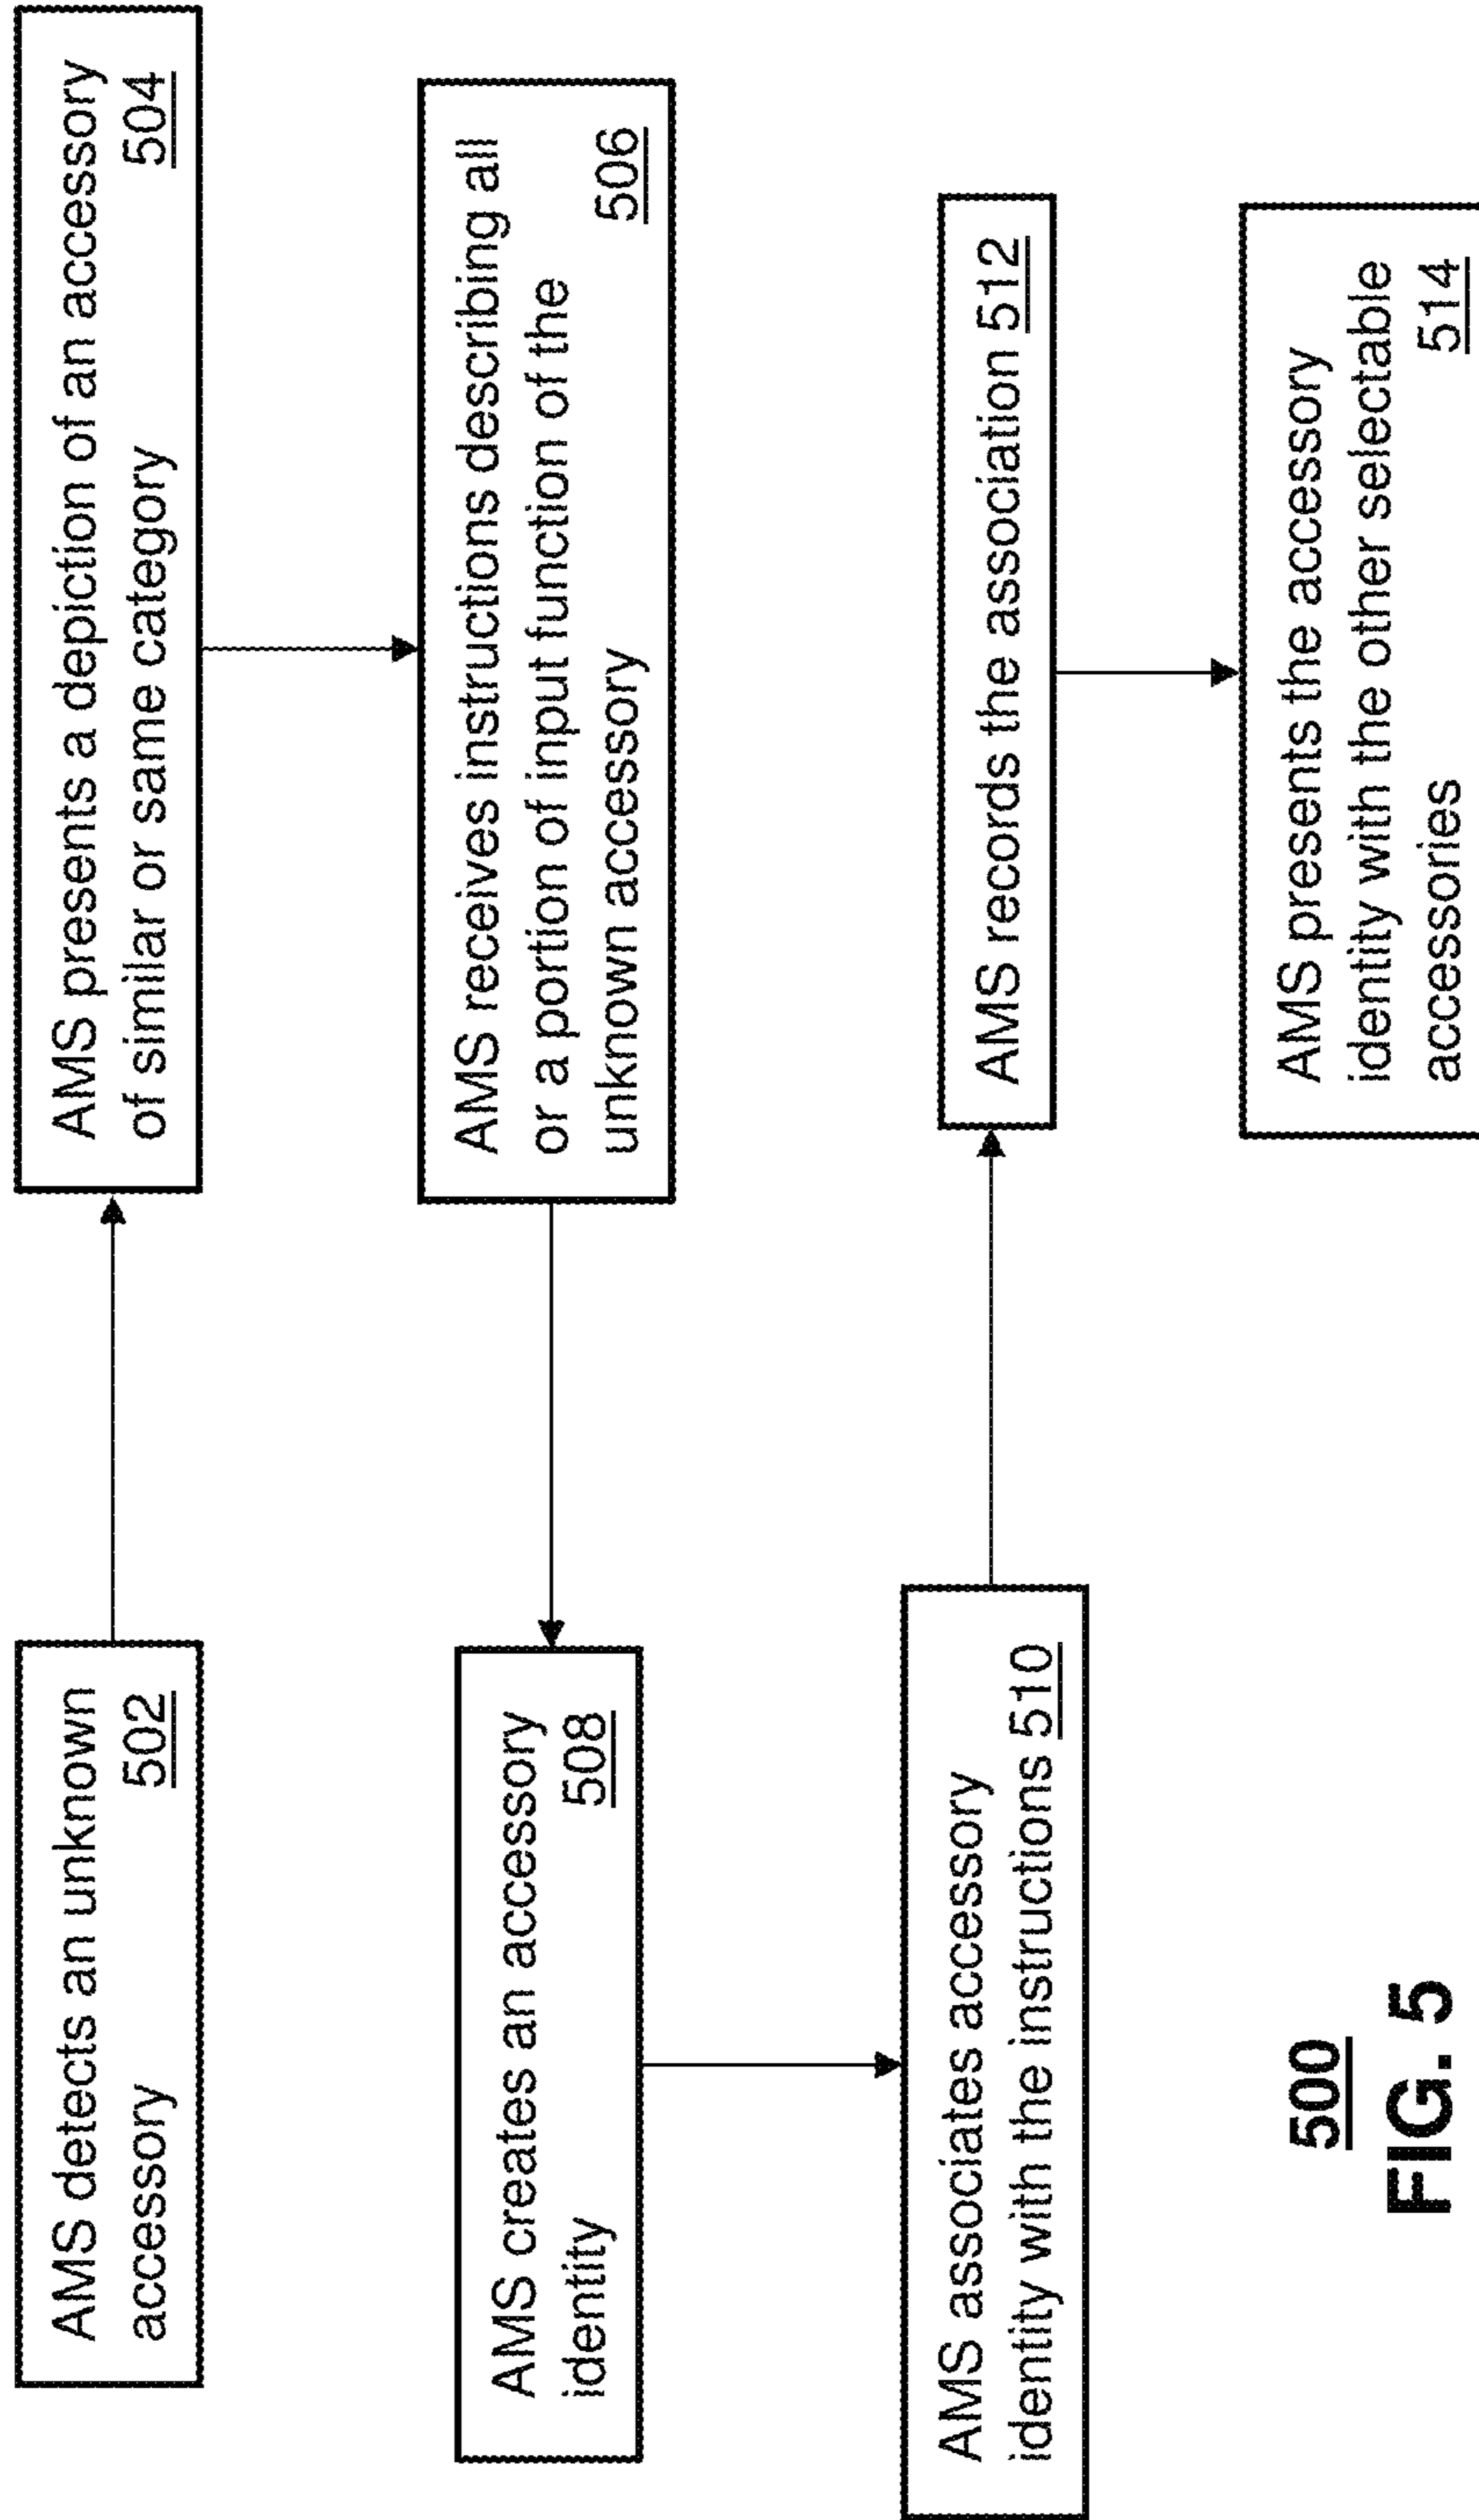 AMS detects an unknown
accessory 502
AMS presents a depiction of an accessory
of similar or same category 504
AMS receives instructions describing all
or a portion of input function of the
unknown accessory 506
AMS creates an accessory
identity 508
AMS associates accessory
identity with the instructions 510
AMS records the association 512
AMS presents the accessory
identity with the other selectable
accessories 514
500
FIG. 5